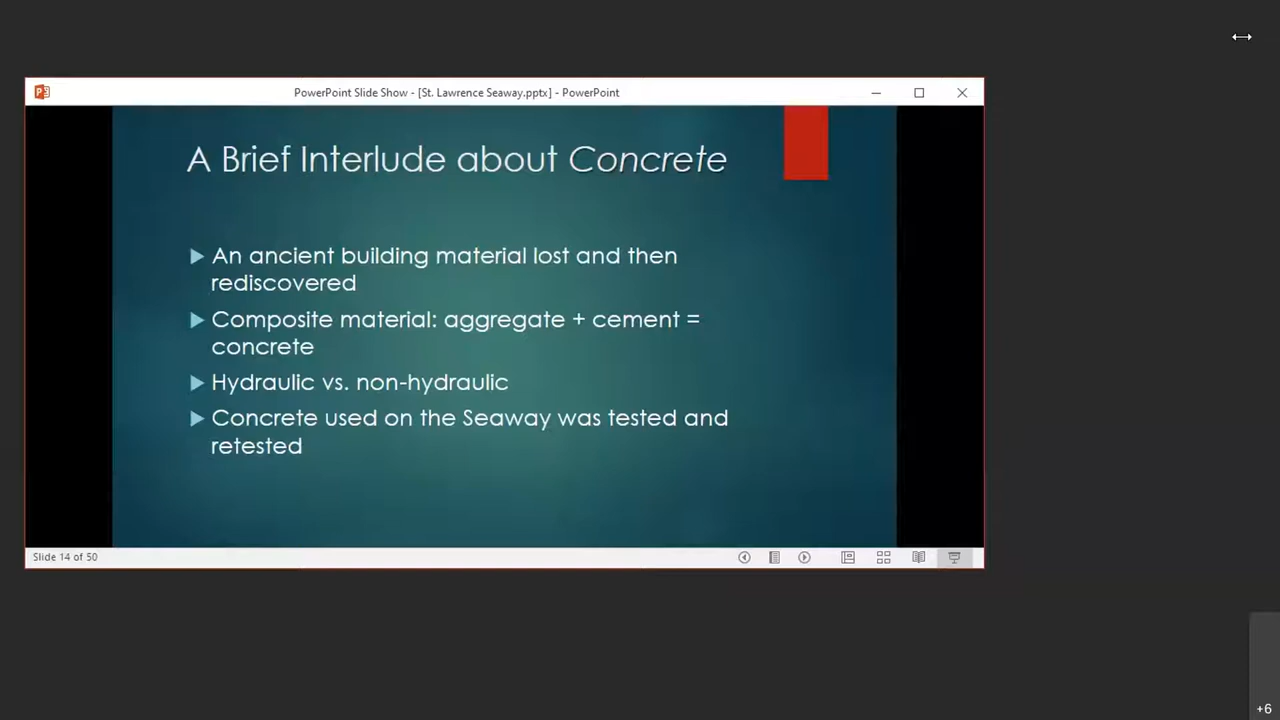 PowerPoint Slide Show - [St. Lawrence Seaway.pptx] - PowerPoint
A Brief Interlude about Concrete
An ancient building material lost and then
rediscovered
Composite material: aggregate + cement =
concrete
Hydraulic vs. non-hydraulic
Concrete used on the Seaway was tested and
retested
Slide 14 of 50
+6